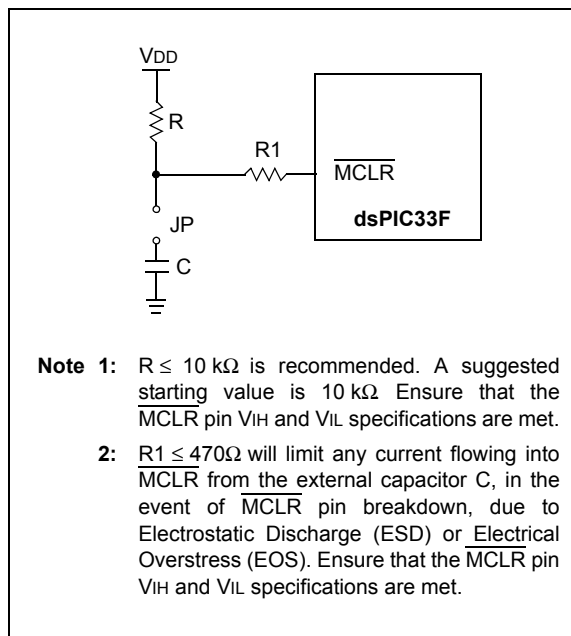 VDD
R
R1
MCLR
JP
dsPIC33F
C
Note 1: R ≤ 10 kΩ is recommended. A suggested
starting value is 10 kΩ Ensure that the
MCLR pin VIH and VIL specifications are met.
2: R1 ≤ 470Ω will limit any current flowing into
MCLR from the external capacitor C, in the
event of MCLR pin breakdown, due to
Electrostatic Discharge (ESD) or Electrical
Overstress (EOS). Ensure that the MCLR pin
VIH and VIL specifications are met.